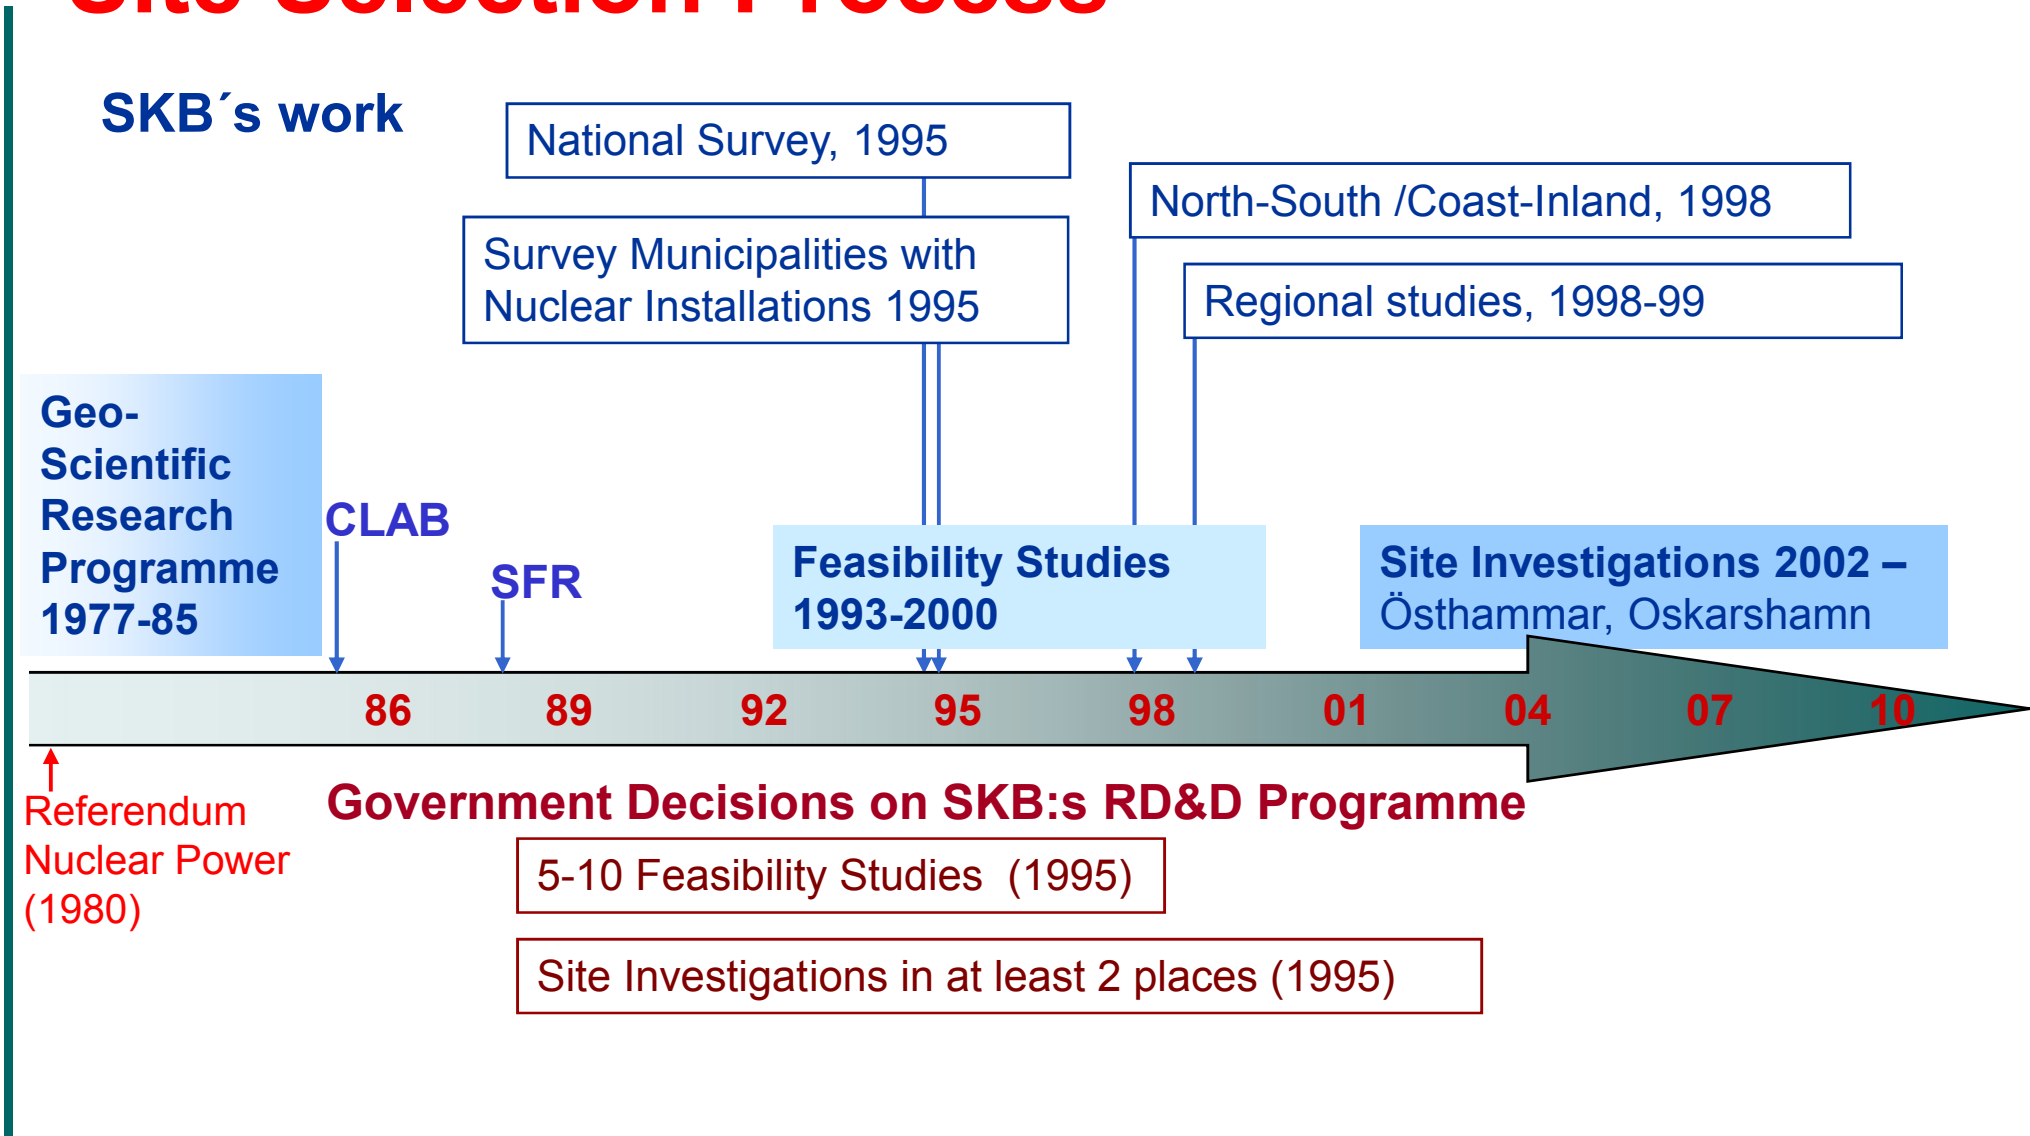 Site Selection Process
SKB´s work
National Survey, 1995
North-South /Coast-Inland, 1998
Survey Municipalities with
Nuclear Installations 1995
Regional studies, 1998-99
Geo-
Scientific
Research
Programme
1977-85
CLAB
SFR
Feasibility Studies
1993-2000
Site Investigations 2002 –
Östhammar, Oskarshamn
86 89 92 95 98 01 04 07 10
Referendum
Nuclear Power
(1980)
Government Decisions on SKB:s RD&D Programme
5-10 Feasibility Studies (1995)
Site Investigations in at least 2 places (1995)